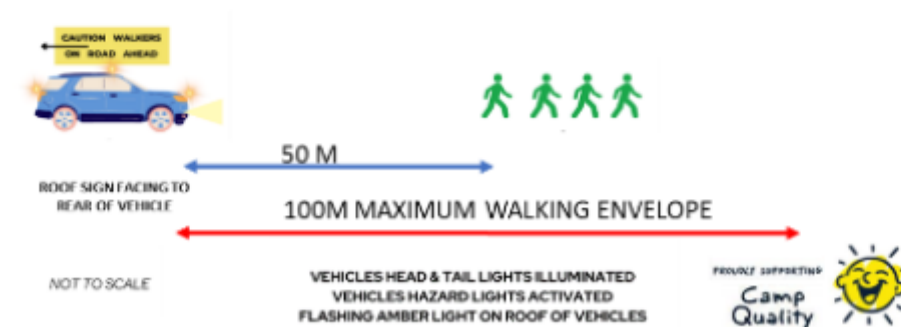 CAUTION WALKERS
ON ROAD AHEAD
50 M
ROOF SIGN FACING TO
REAR OF VEHICLE
100M MAXIMUM WALKING ENVELOPE
NOT TO SCALE
VEHICLES HEAD & TAIL LIGHTS ILLUMINATED
VEHICLES HAZARD LIGHTS ACTIVATED
FLASHING AMBER LIGHT ON ROOF OF VEHICLES
PROUDLY SUPPORTING
Camp
Quality